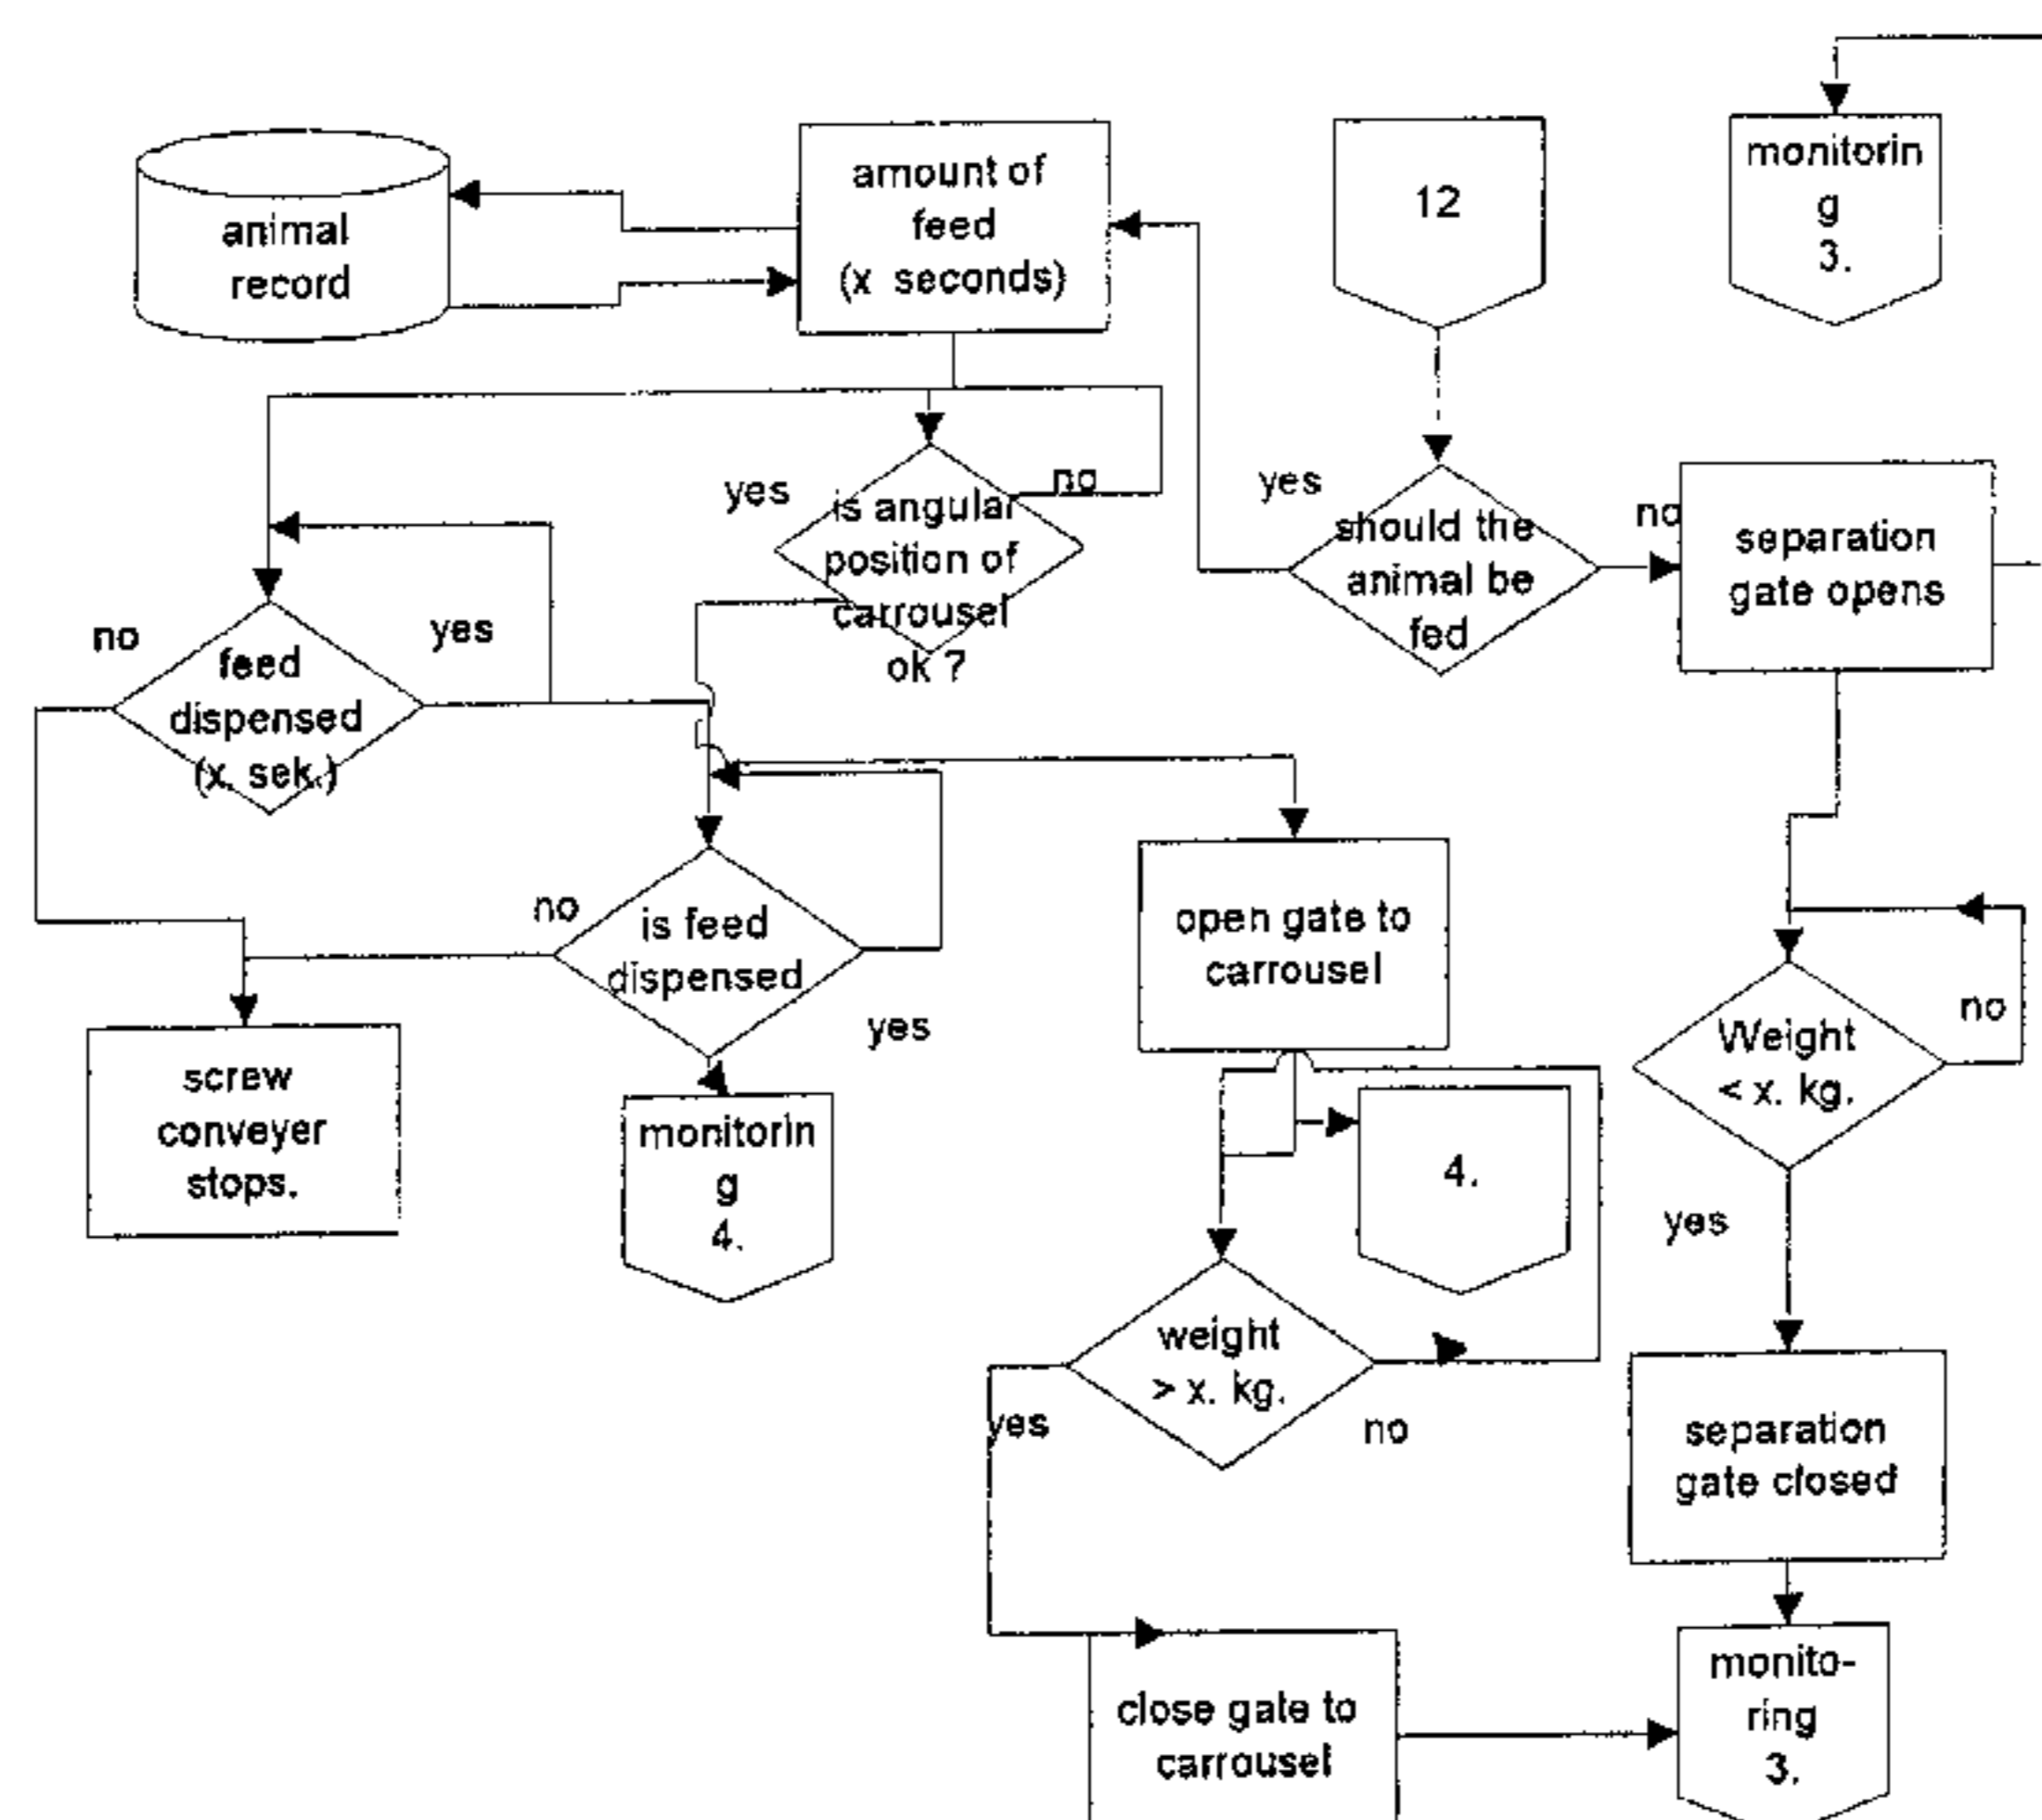 animal
record
amount of
feed
(x seconds)
12
monitorin
g
3.
yes
no
is angular
position of
carrousel
ok ?
yes
should the
animal be
fed
no
separation
gate opens
no
feed
dispensed
(x. sek.)
yes
no
is feed
dispensed
yes
open gate to
carrousel
Weight
< x. kg.
no
yes
screw
conveyer
stops.
monitorin
g
4.
4.
weight
> x. kg.
yes
no
separation
gate closed
close gate to
carrousel
monito-
ring
3.